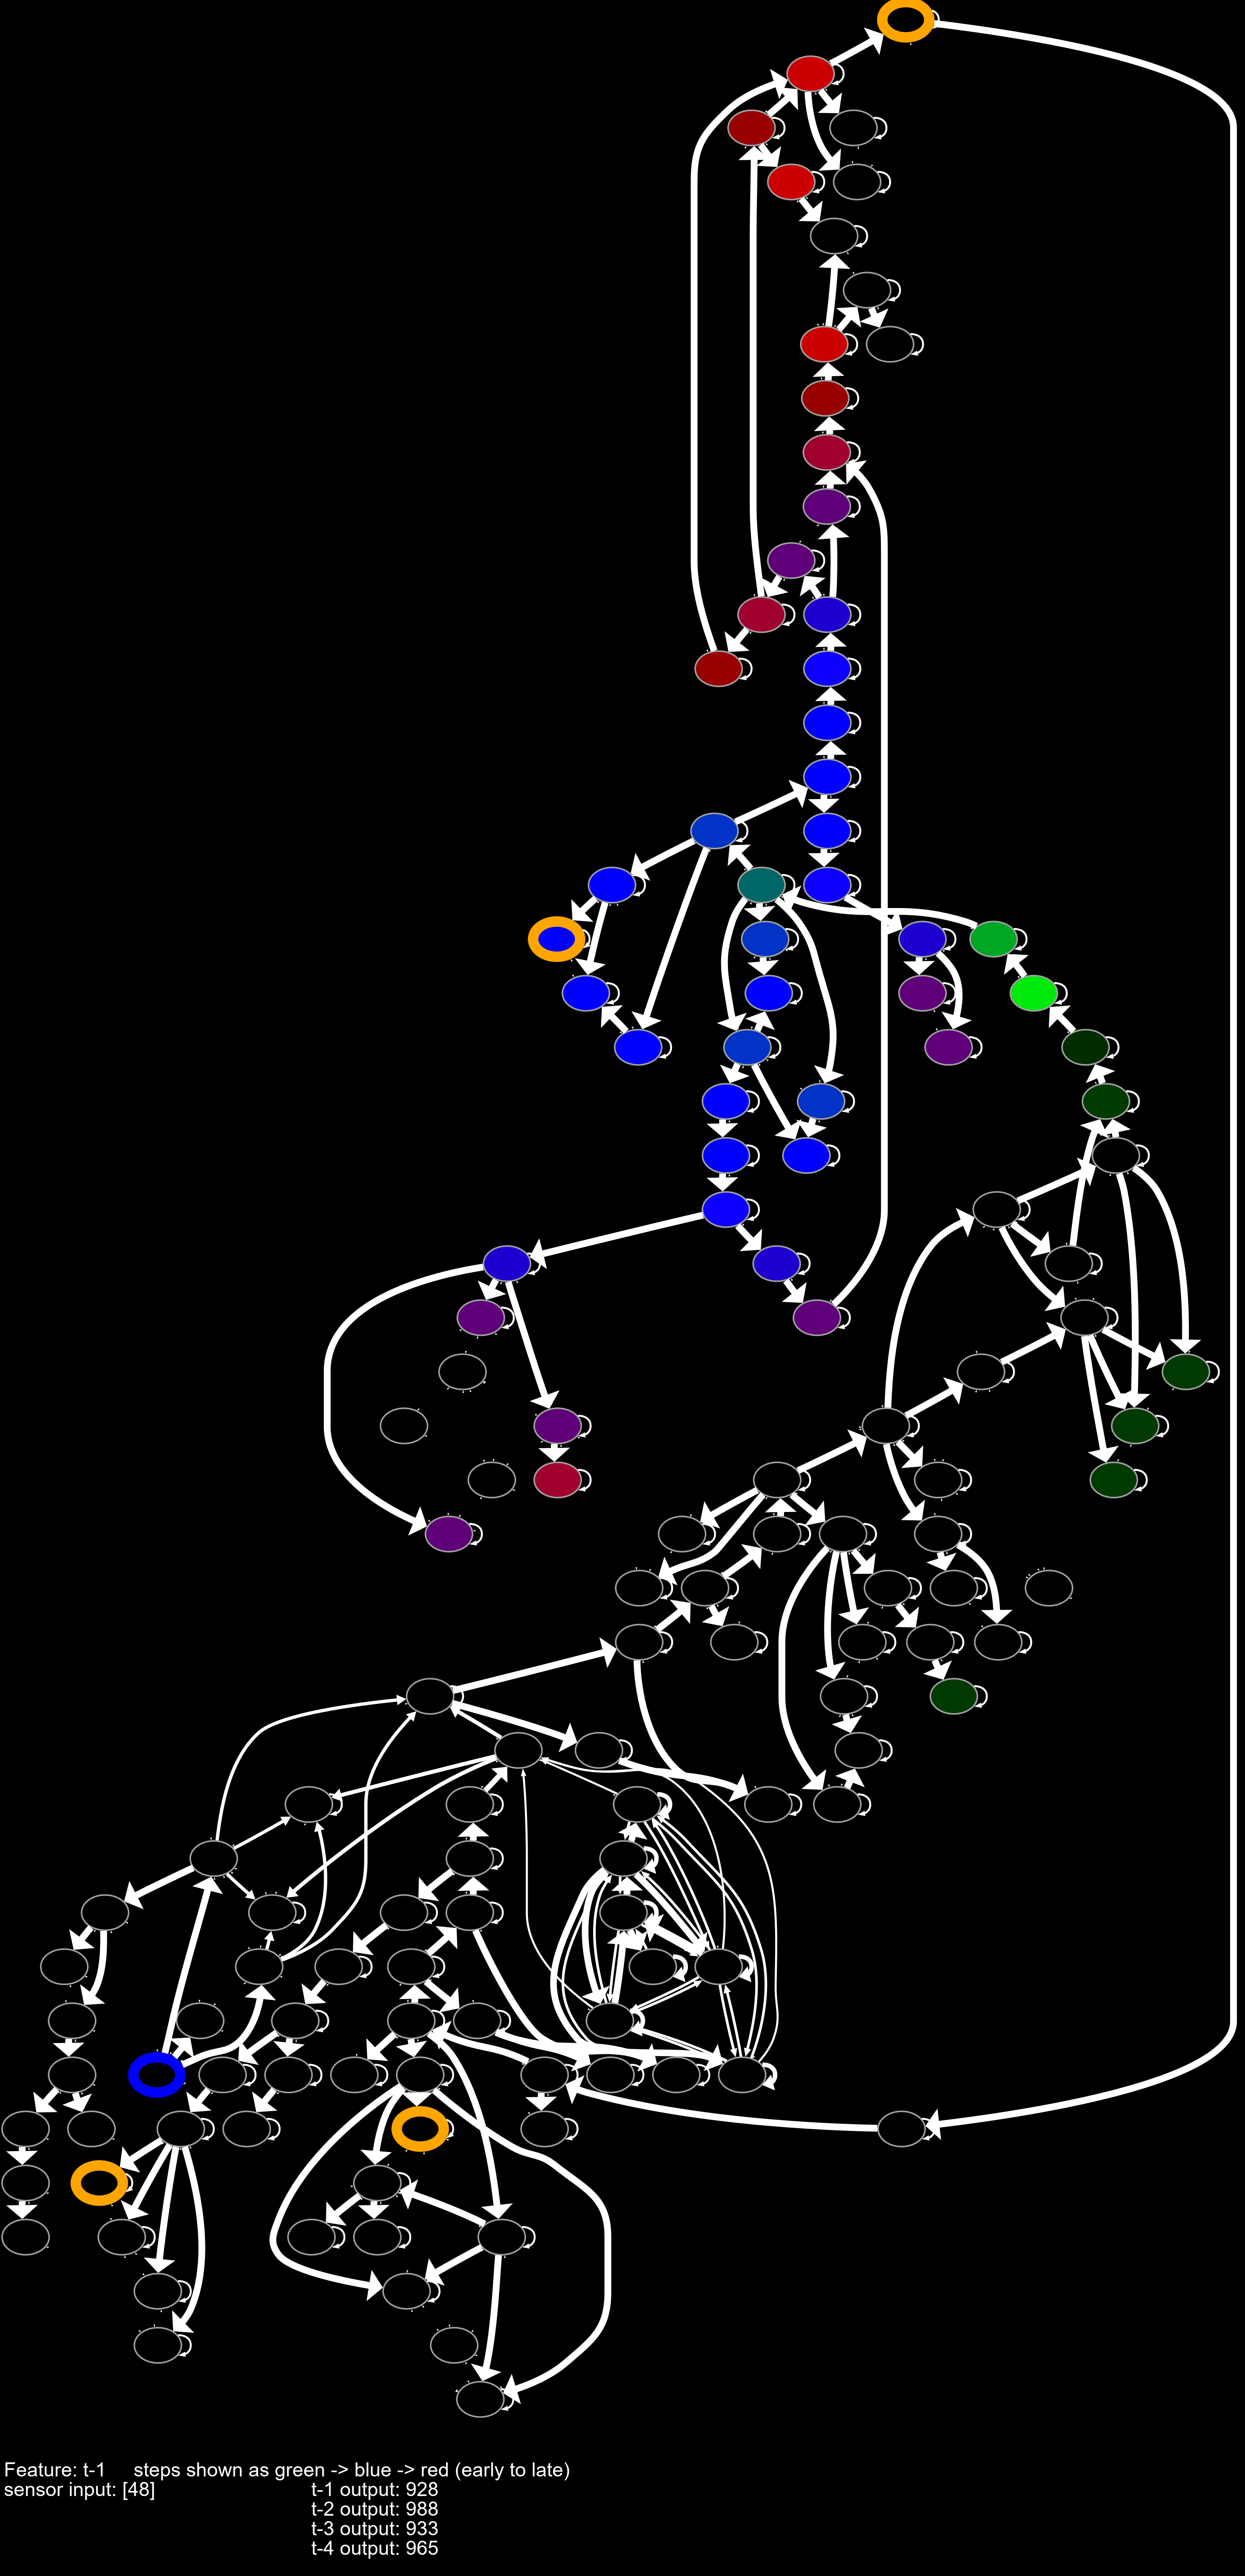 Feature: t-1     steps shown as green -> blue -> red (early to late)
sensor input: [48]
t-1 output: 928
t-2 output: 988
t-3 output: 933
t-4 output: 965